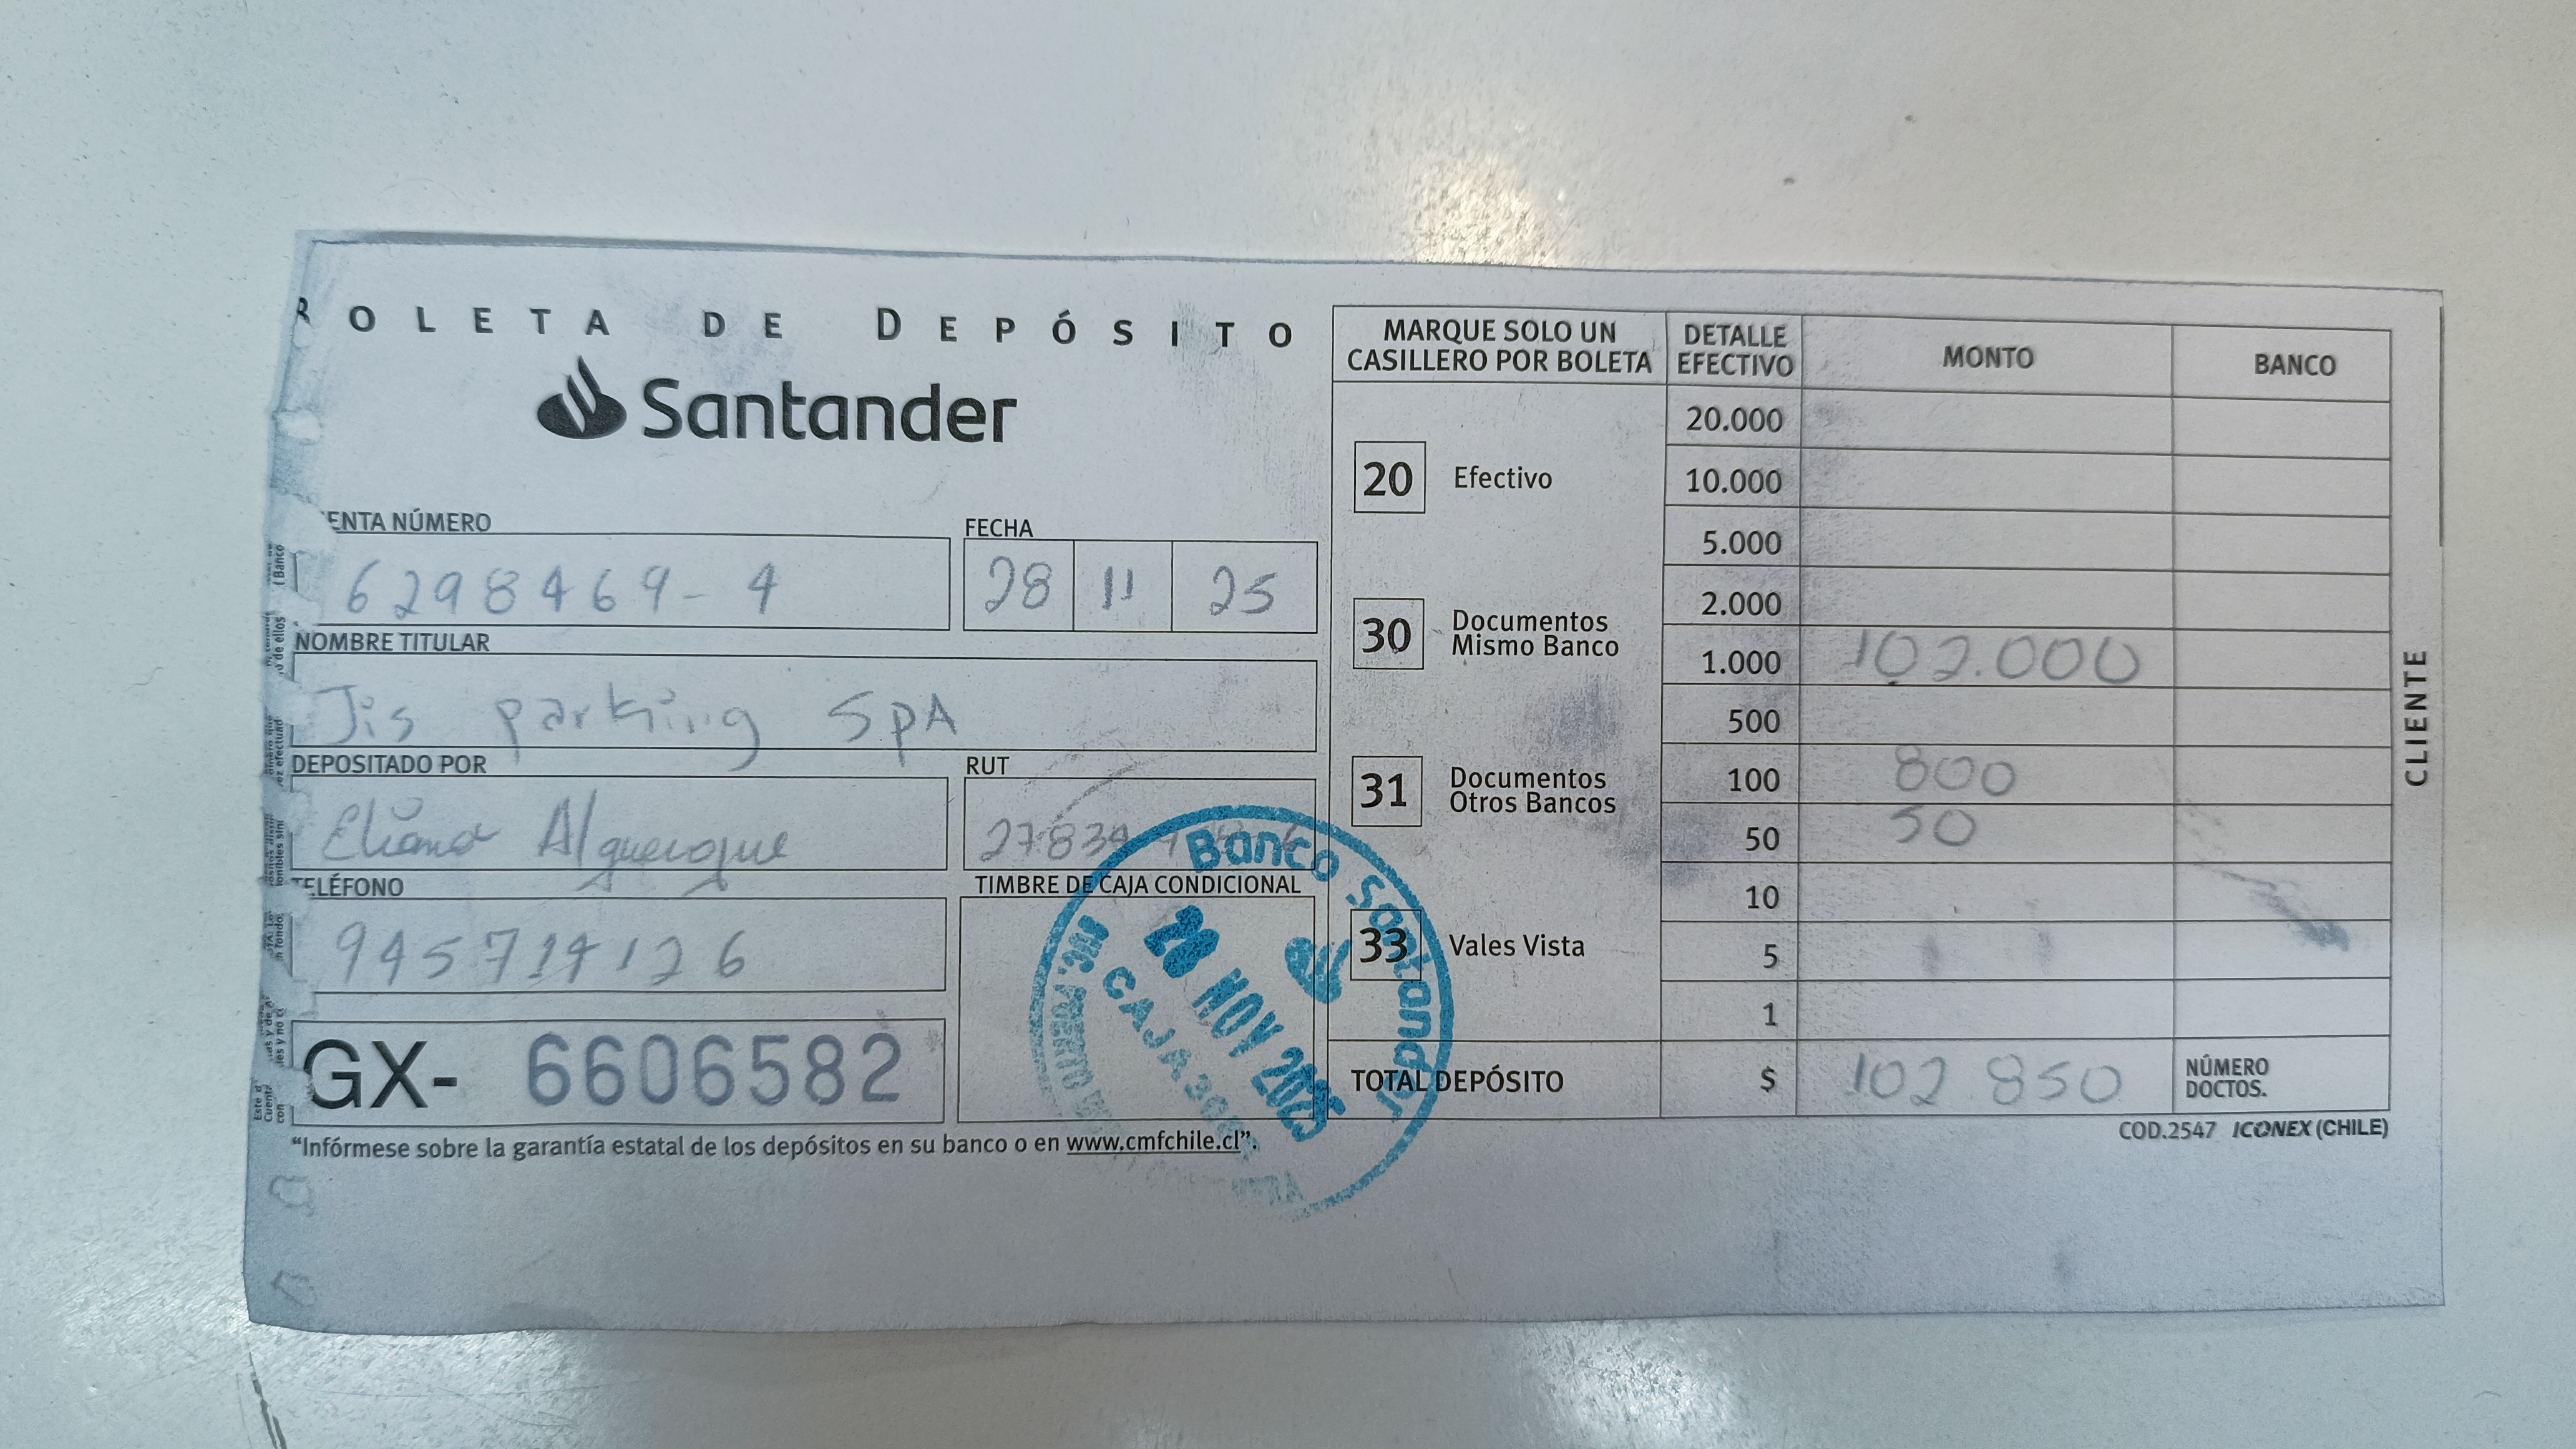 BOLETA DE DEPÓSITO
Santander
ENTA NÚMERO
6298469-4
FECHA
28 11 25
NOMBRE TITULAR
Jis parking SpA
DEPOSITADO POR
Eliana Alguerque
RUT
TELÉFONO
945714126
TIMBRE DE CAJA CONDICIONAL
GX- 6606582
"Infórmese sobre la garantía estatal de los depósitos en su banco o en www.cmfchile.cl".
MARQUE SOLO UN CASILLERO POR BOLETA
20 Efectivo
30 Documentos Mismo Banco
31 Documentos Otros Bancos
33 Vales Vista
DETALLE EFECTIVO MONTO BANCO
20.000
10.000
5.000
2.000
1.000 102.000
500
100 800
50 50
10
5
1
TOTAL DEPÓSITO $ 102.850 NÚMERO DOCTOS.
COD.2547 ICONEX (CHILE)
CLIENTE
Banco Santander
28 NOV 2025
CAJA